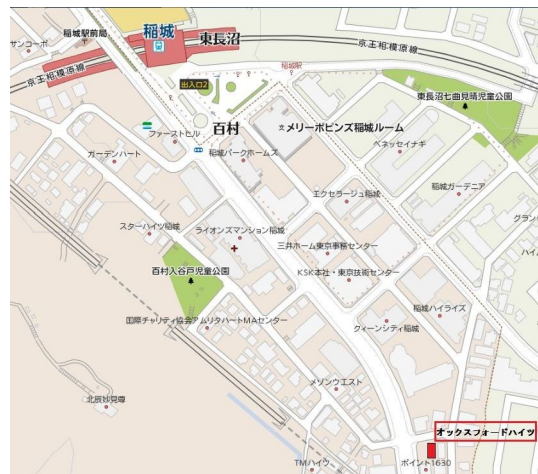 稲城
東長沼
稲城駅前局
サンコーポ
京王相模原線
京王相模原線
稲城駅
出入口2
東長沼七曲見晴児童公園
ファーストヒル
百村
メリーポピンズ稲城ルーム
ベネッセイナギ
ガーデンハート
稲城パークホームズ
エクセラージュ稲城
稲城ガーデニア
グラン
スターハイツ稲城
ライオンズマンション稲城
三井ホーム東京事務センター
ハイム
百村入谷戸児童公園
KSK本社・東京技術センター
稲城ハイライズ
国際チャリティ協会アムリタハートMAセンター
クィーンシティ稲城
メゾンウエスト
北辰妙見尊
オックスフォードハイツ
TMハイツ
ポイント1630